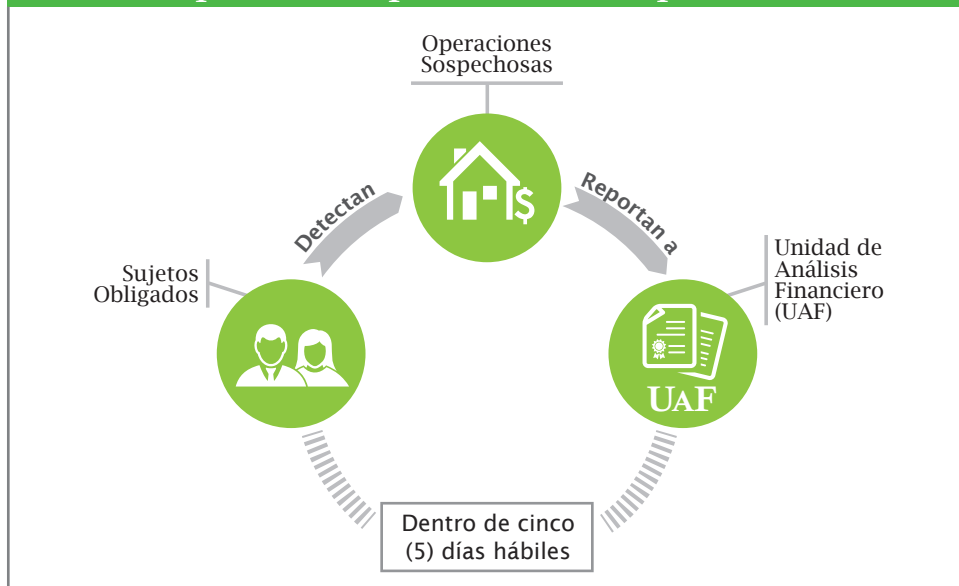 Operaciones
Sospechosas
Detectan
Reportan a
$
Sujetos
Obligados
Unidad de
Análisis
Financiero
(UAF)
UAF
Dentro de cinco
(5) días hábiles